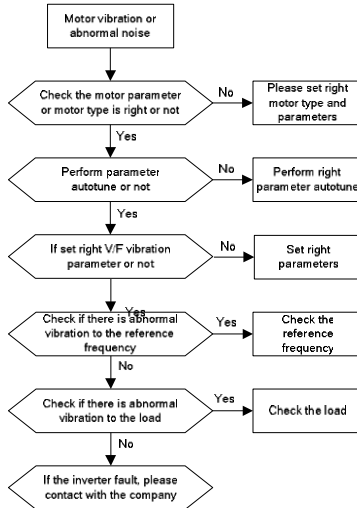 Motor vibration or
abnormal noise
Check the motor parameter
or motor type is right or not
No
Please set right
motor type and
parameters
Yes
Perform parameter
autotune or not
No
Perform right
parameter autotune
Yes
If set right V/F vibration
parameter or not
No
Set right
parameters
Yes
Check if there is abnormal
vibration to the reference
frequency
Yes
Check the
reference
frequency
No
Check if there is abnormal
vibration to the load
Yes
Check the load
No
If the inverter fault, please
contact with the company